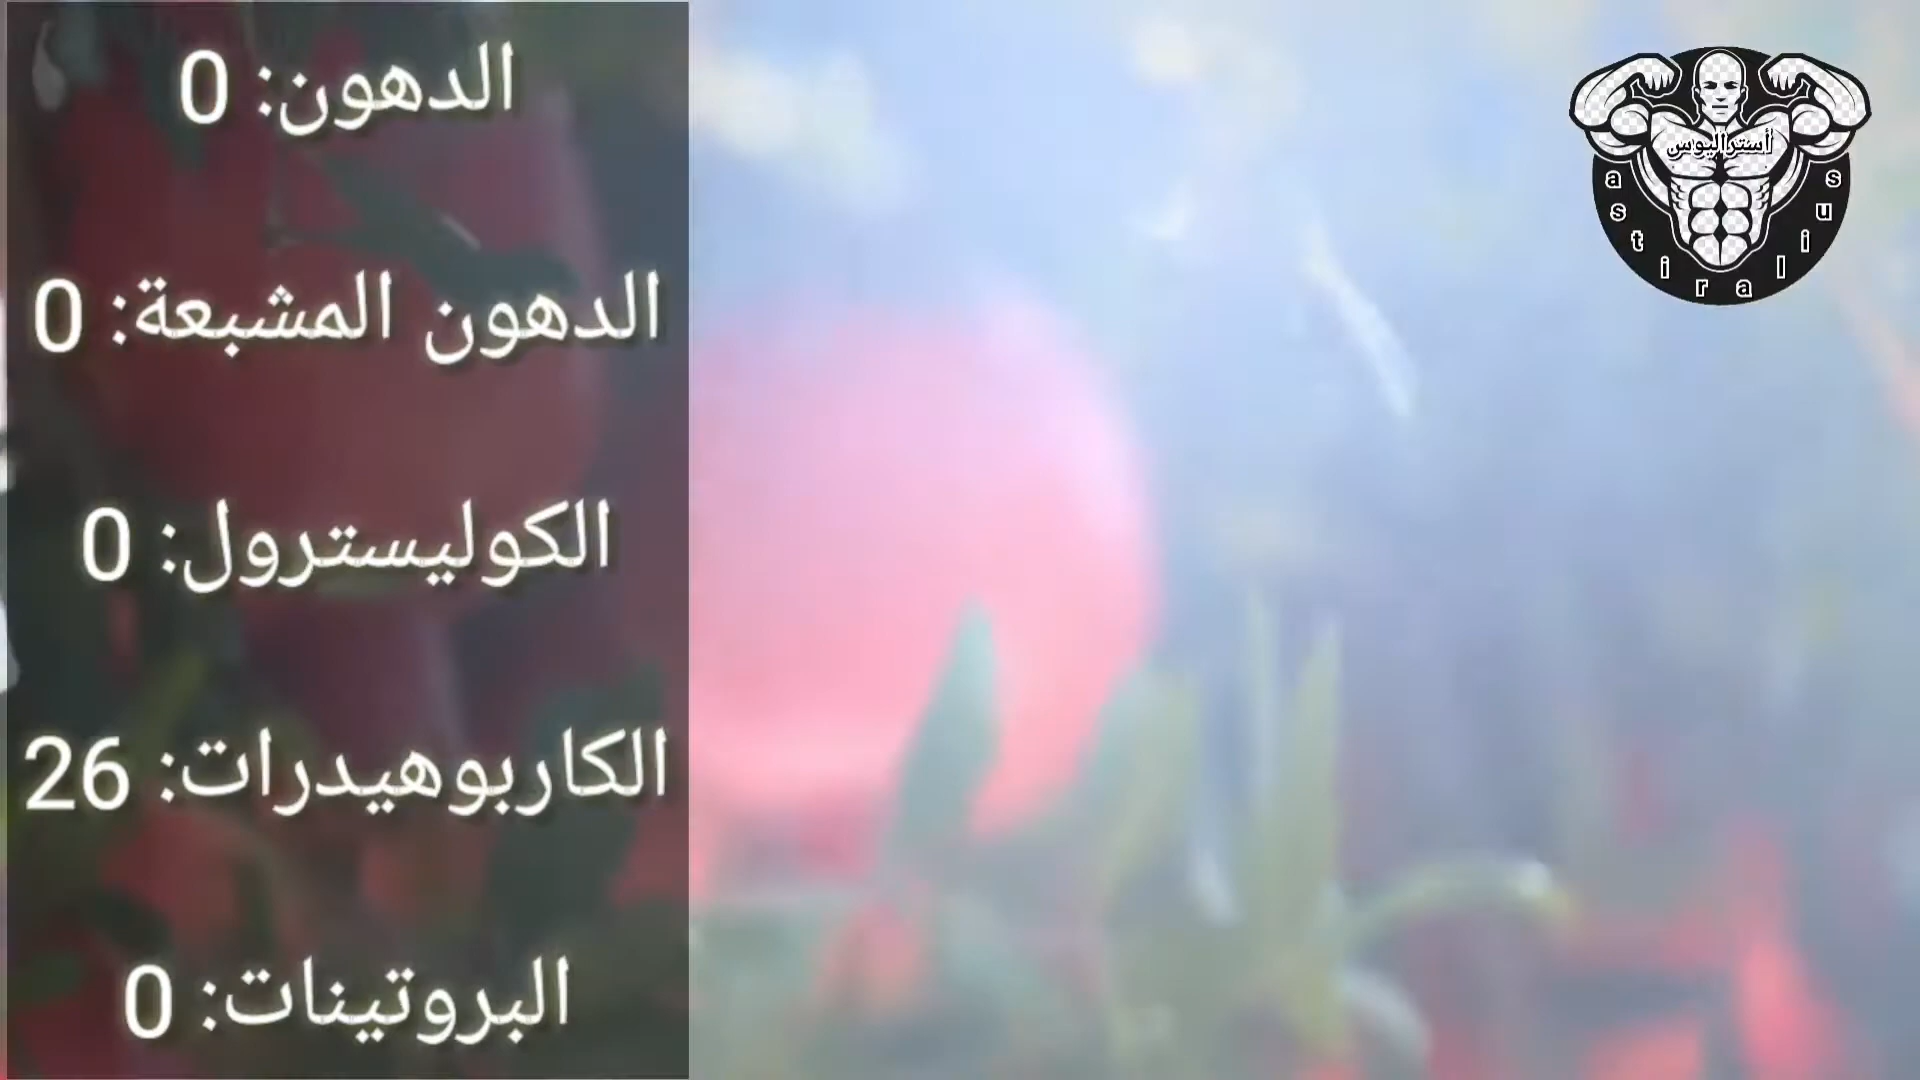 الدهون: 0
الدهون المشبعة: 0
الكوليسترول: 0
الكاربوهيدرات: 26
البروتينات: 0
أستراليوس
astiralius